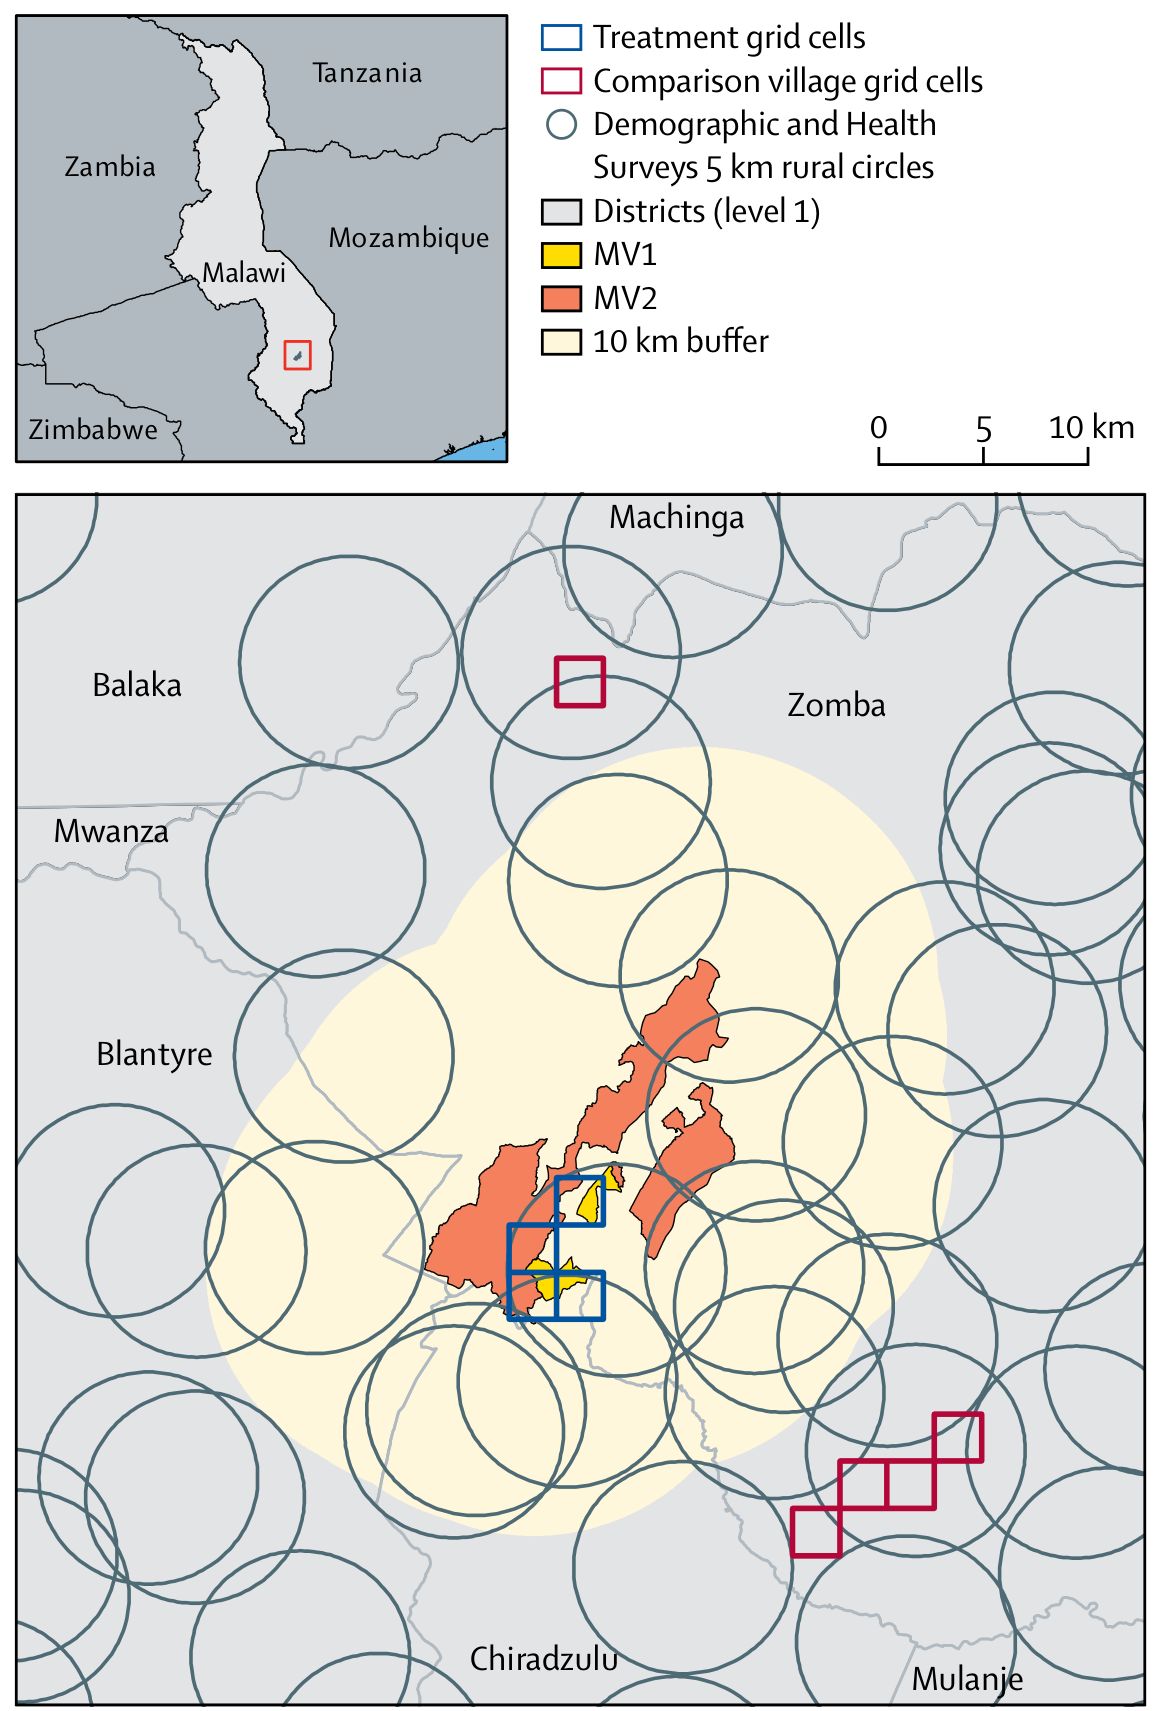 Tanzania
Zambia
Mozambique
Malawi
Zimbabwe
Treatment grid cells
Comparison village grid cells
Demographic and Health
Surveys 5 km rural circles
Districts (level 1)
MV1
MV2
10 km buffer
0 5 10 km
Machinga
Balaka
Zomba
Mwanza
Blantyre
Chiradzulu
Mulanje